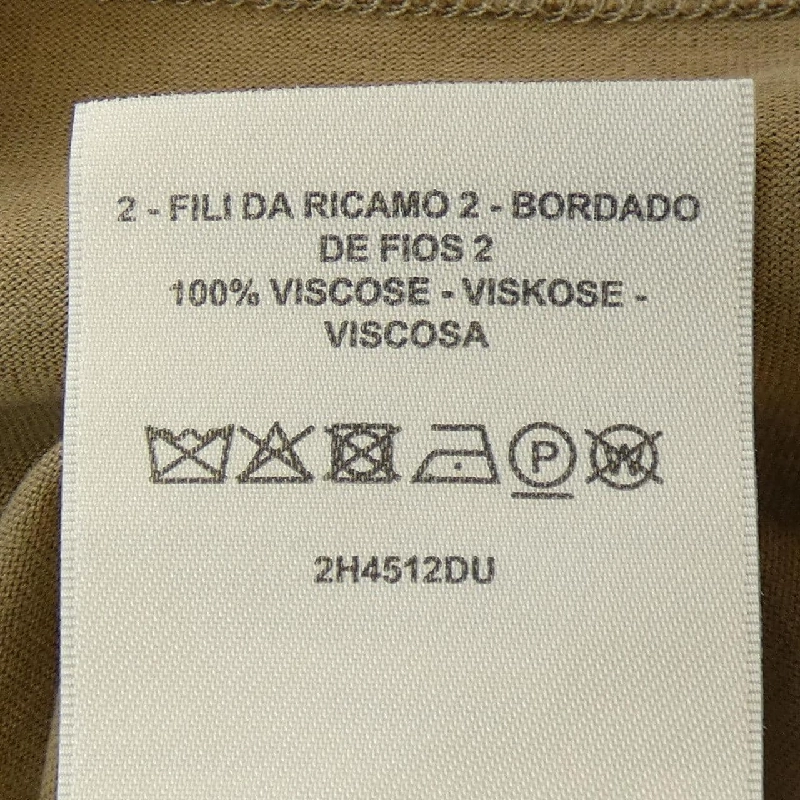 2 - FILI DA RICAMO 2 - BORDADO
DE FIOS 2
100% VISCOSE - VISKOSE -
VISCOSA
P W
2H4512DU